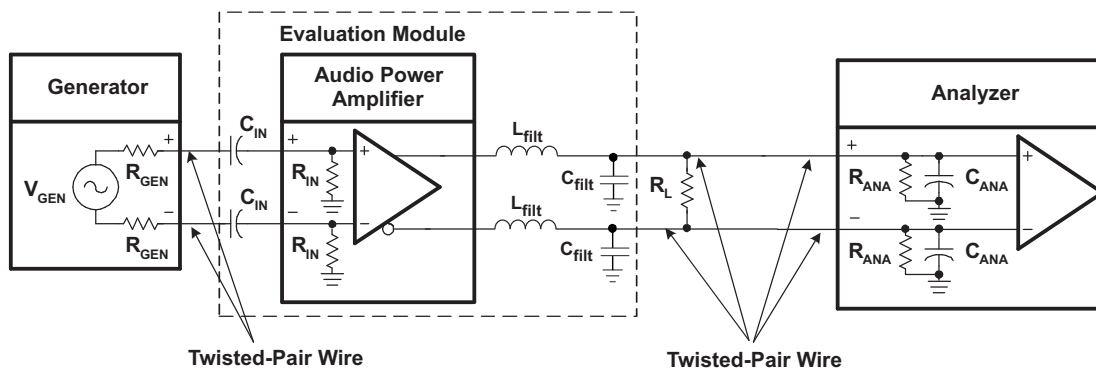 Evaluation Module
Generator
Audio Power
Amplifier
Analyzer
C_IN
L_filt
+
+
+
+
+
R_GEN
R_IN
C_filt
R_L
R_ANA
C_ANA
V_GEN
C_IN
L_filt
−
−
−
−
−
R_GEN
R_IN
C_filt
R_ANA
C_ANA
Twisted-Pair Wire
Twisted-Pair Wire